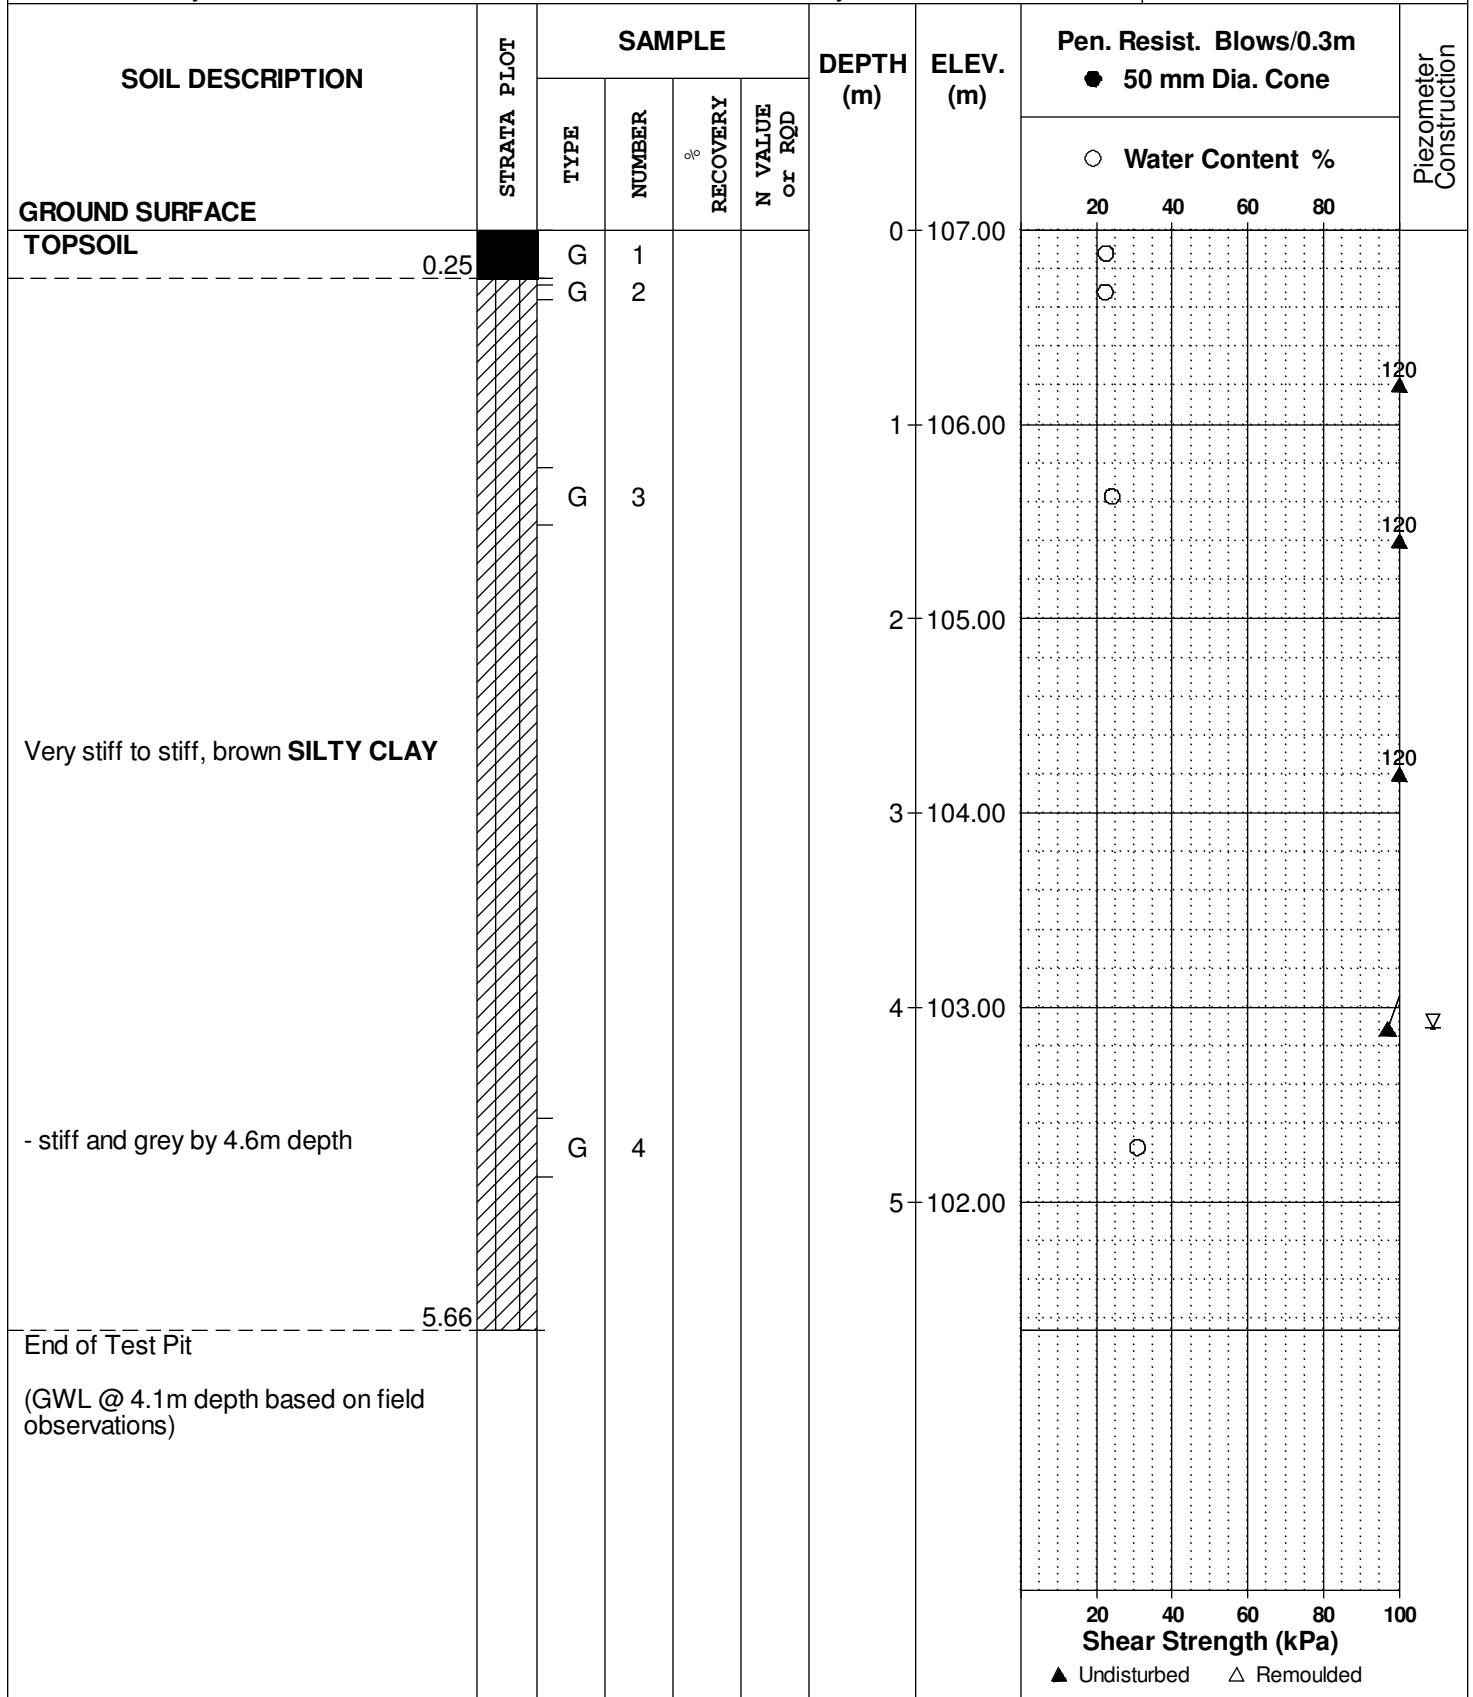 SOIL DESCRIPTION
GROUND SURFACE
STRATA PLOT
SAMPLE
TYPE
NUMBER
%
RECOVERY
N VALUE
or RQD
DEPTH
(m)
ELEV.
(m)
Pen. Resist. Blows/0.3m
● 50 mm Dia. Cone
○ Water Content %
20 40 60 80
Piezometer
Construction
TOPSOIL
0.25
G 1
G 2
0 107.00
120
1 106.00
G 3
120
2 105.00
Very stiff to stiff, brown SILTY CLAY
120
3 104.00
4 103.00
- stiff and grey by 4.6m depth
G 4
5 102.00
5.66
End of Test Pit
(GWL @ 4.1m depth based on field
observations)
20 40 60 80 100
Shear Strength (kPa)
▲ Undisturbed △ Remoulded